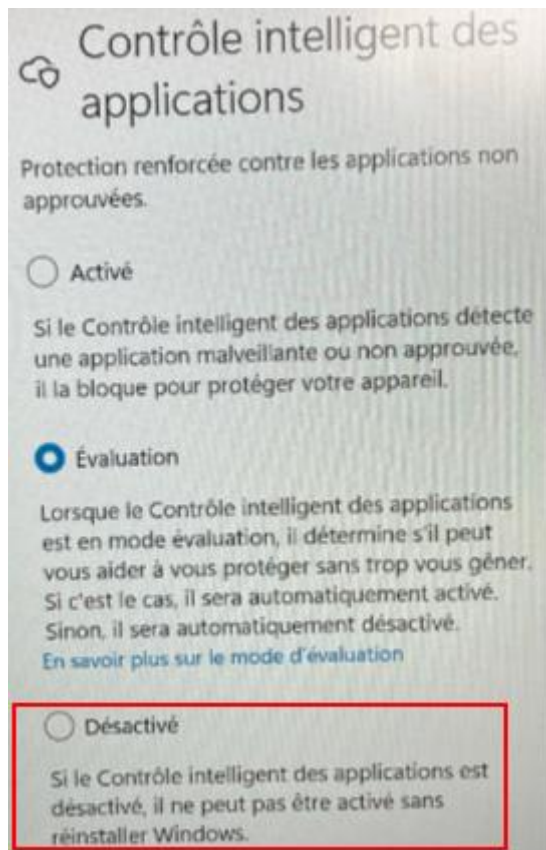 Contrôle intelligent des
applications
Protection renforcée contre les applications non
approuvées.
Activé
Si le Contrôle intelligent des applications détecte
une application malveillante ou non approuvée,
il la bloque pour protéger votre appareil.
Évaluation
Lorsque le Contrôle intelligent des applications
est en mode évaluation, il détermine s'il peut
vous aider à vous protéger sans trop vous gêner.
Si c'est le cas, il sera automatiquement activé.
Sinon, il sera automatiquement désactivé.
En savoir plus sur le mode d'évaluation
Désactivé
Si le Contrôle intelligent des applications est
désactivé, il ne peut pas être activé sans
réinstaller Windows.